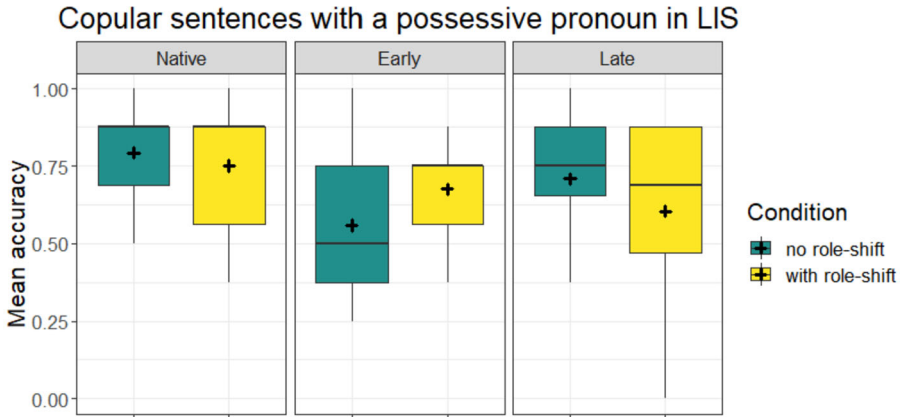 Copular sentences with a possessive pronoun in LIS
Native
Early
Late
Mean accuracy
1.00
0.75
0.50
0.25
0.00
Condition
no role-shift
with role-shift